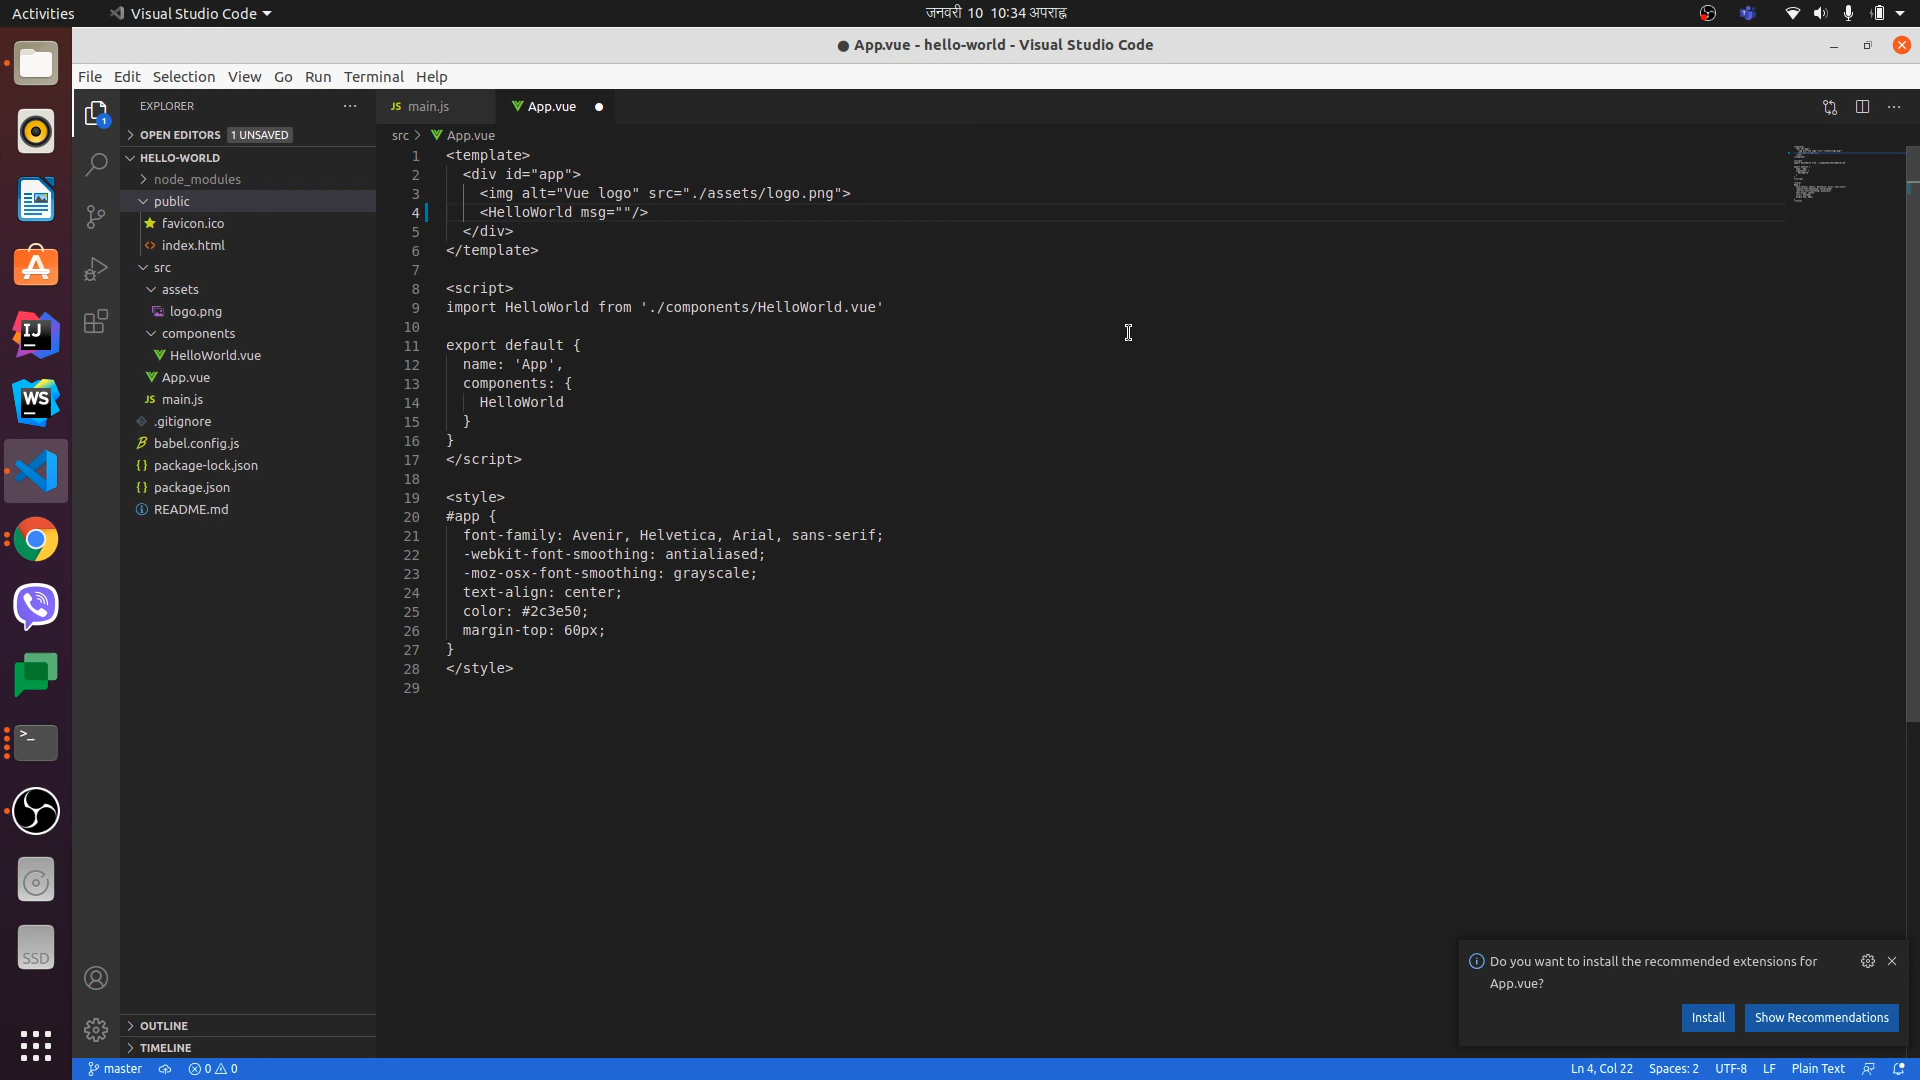 Activities
Visual Studio Code
जनवरी 10 10:34 अपराह्न
● App.vue - hello-world - Visual Studio Code
File Edit Selection View Go Run Terminal Help
EXPLORER
OPEN EDITORS 1 UNSAVED
HELLO-WORLD
node_modules
public
favicon.ico
index.html
src
assets
logo.png
components
HelloWorld.vue
App.vue
main.js
.gitignore
babel.config.js
package-lock.json
package.json
README.md
OUTLINE
TIMELINE
JS main.js
App.vue
src > App.vue
1 <template>
2 <div id="app">
3 <img alt="Vue logo" src="./assets/logo.png">
4 <HelloWorld msg=""/>
5 </div>
6 </template>
7
8 <script>
9 import HelloWorld from './components/HelloWorld.vue'
10
11 export default {
12 name: 'App',
13 components: {
14 HelloWorld
15 }
16 }
17 </script>
18
19 <style>
20 #app {
21 font-family: Avenir, Helvetica, Arial, sans-serif;
22 -webkit-font-smoothing: antialiased;
23 -moz-osx-font-smoothing: grayscale;
24 text-align: center;
25 color: #2c3e50;
26 margin-top: 60px;
27 }
28 </style>
29
Do you want to install the recommended extensions for
App.vue?
Install Show Recommendations
master 0 0
Ln 4, Col 22 Spaces: 2 UTF-8 LF Plain Text
IJ
WS
SSD